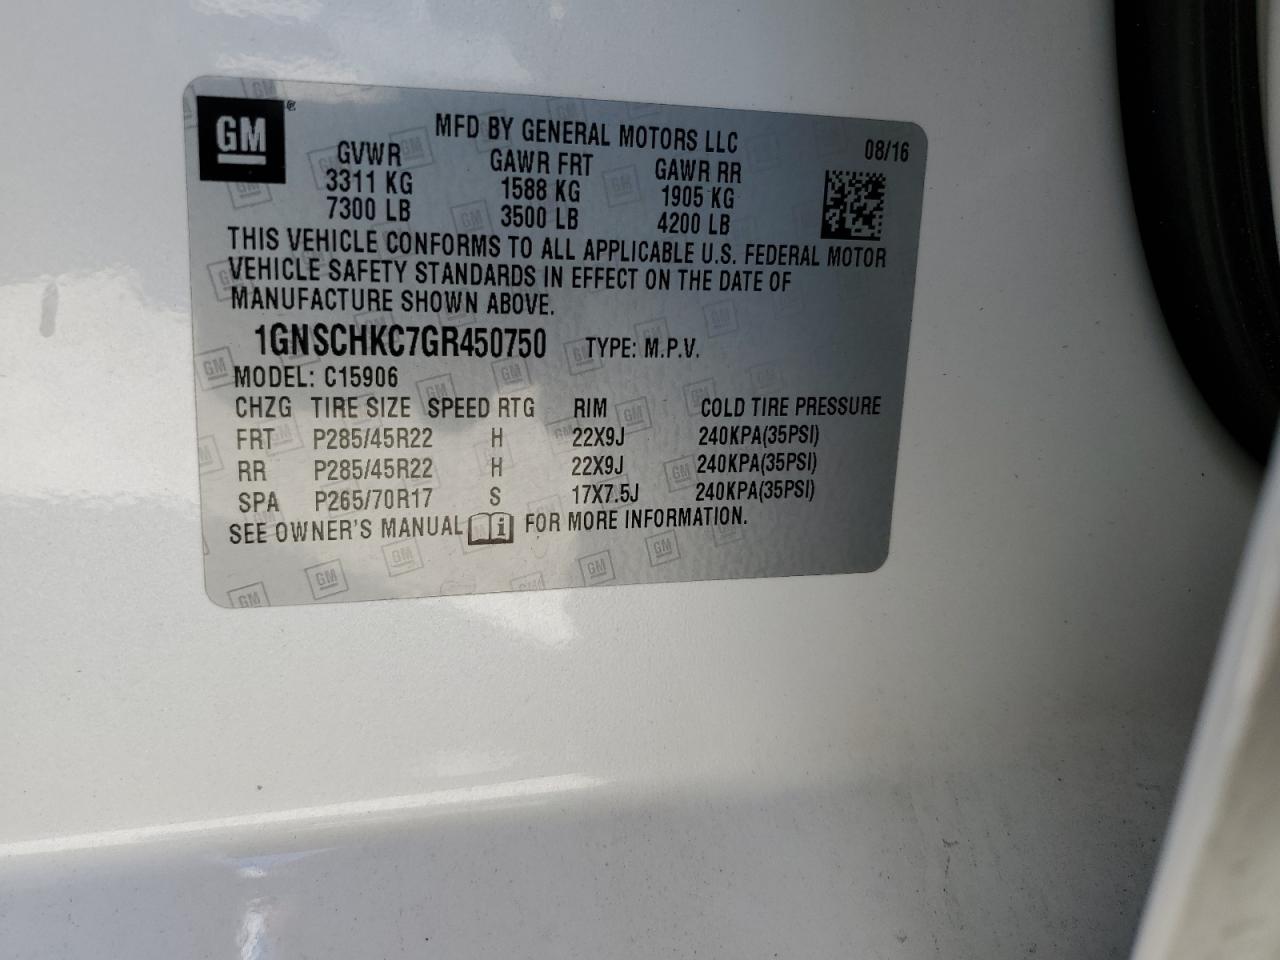 GM
MFD BY GENERAL MOTORS LLC
08/16
GVWR GAWR FRT GAWR RR
3311 KG 1588 KG 1905 KG
7300 LB 3500 LB 4200 LB
THIS VEHICLE CONFORMS TO ALL APPLICABLE U.S. FEDERAL MOTOR
VEHICLE SAFETY STANDARDS IN EFFECT ON THE DATE OF
MANUFACTURE SHOWN ABOVE.
1GNSCHKC7GR450750 TYPE: M.P.V.
MODEL: C15906
CHZG TIRE SIZE SPEED RTG RIM COLD TIRE PRESSURE
FRT P285/45R22 H 22X9J 240KPA(35PSI)
RR P285/45R22 H 22X9J 240KPA(35PSI)
SPA P265/70R17 S 17X7.5J 240KPA(35PSI)
SEE OWNER'S MANUAL i FOR MORE INFORMATION.